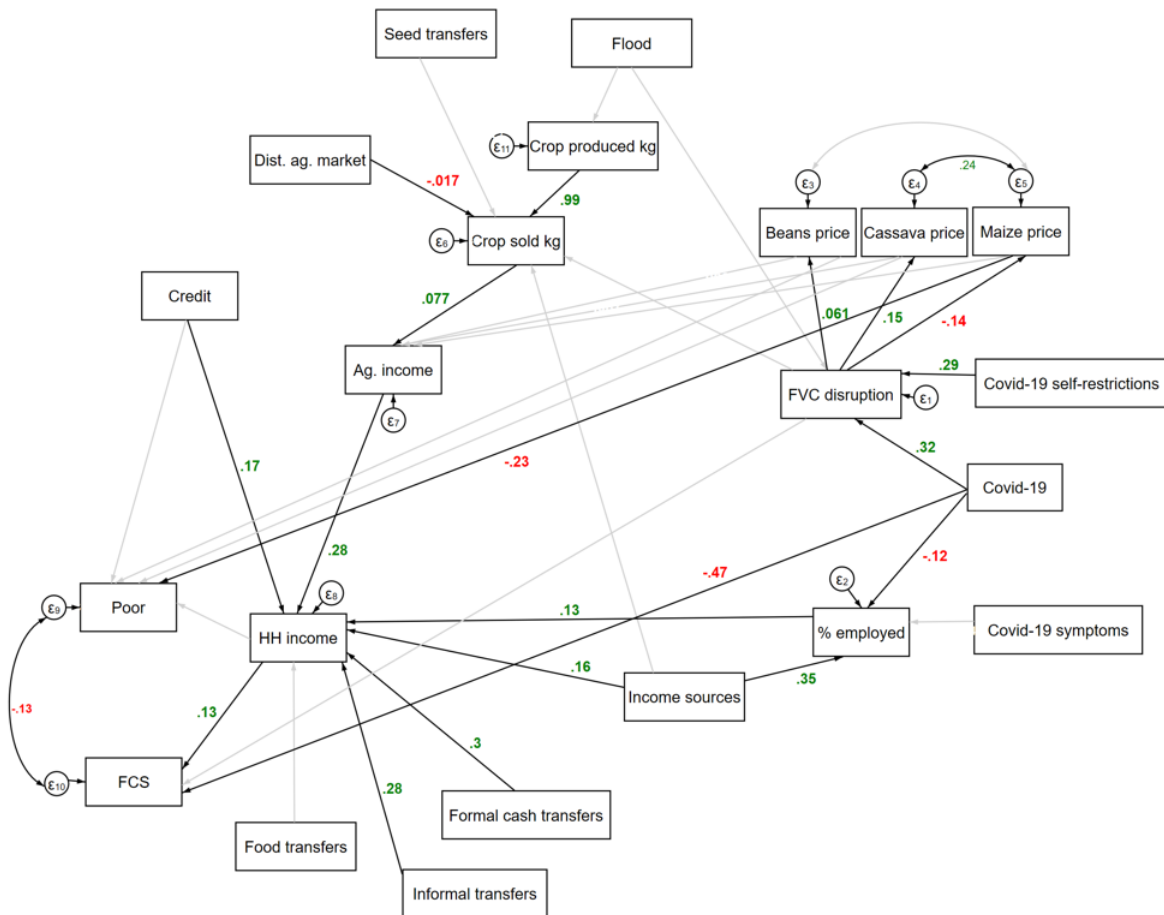 Seed transfers
Flood
Dist. ag. market
ε11
Crop produced kg
-.017
.99
ε3
ε4
.24
ε5
ε6
Crop sold kg
Beans price
Cassava price
Maize price
Credit
.077
.061
.15
-.14
Ag. income
.29
FVC disruption
ε1
Covid-19 self-restrictions
ε7
.17
-.23
.32
Covid-19
.28
-.47
-.12
ε9
Poor
ε8
HH income
.13
ε2
% employed
Covid-19 symptoms
.16
Income sources
.35
-.13
.13
.3
ε10
FCS
.28
Formal cash transfers
Food transfers
Informal transfers